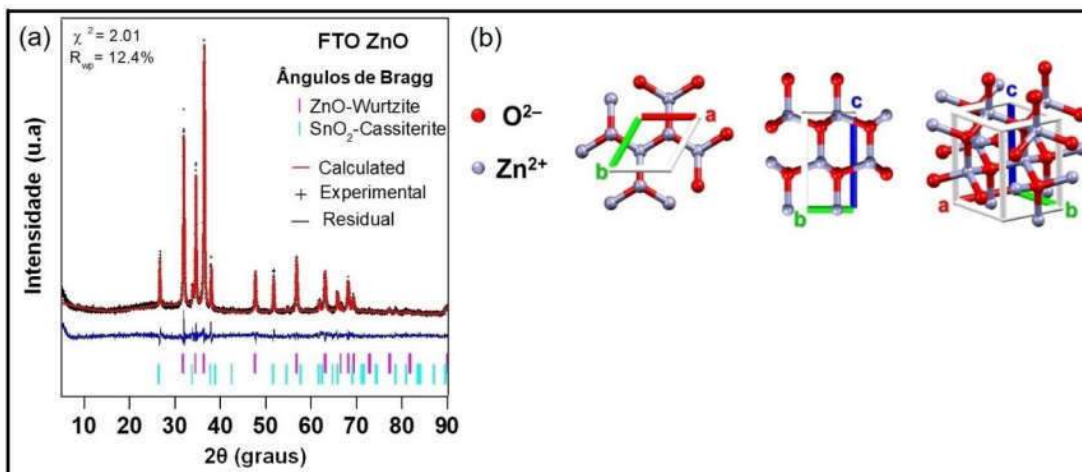 (a)
χ² = 2.01
Rwp = 12.4%
FTO ZnO
Ângulos de Bragg
ZnO-Wurtzite
SnO₂-Cassiterite
Calculated
Experimental
Residual
Intensidade (u.a)
10 20 30 40 50 60 70 80 90
2θ (graus)
(b)
O²⁻
Zn²⁺
a
b
c
b
c
a
b